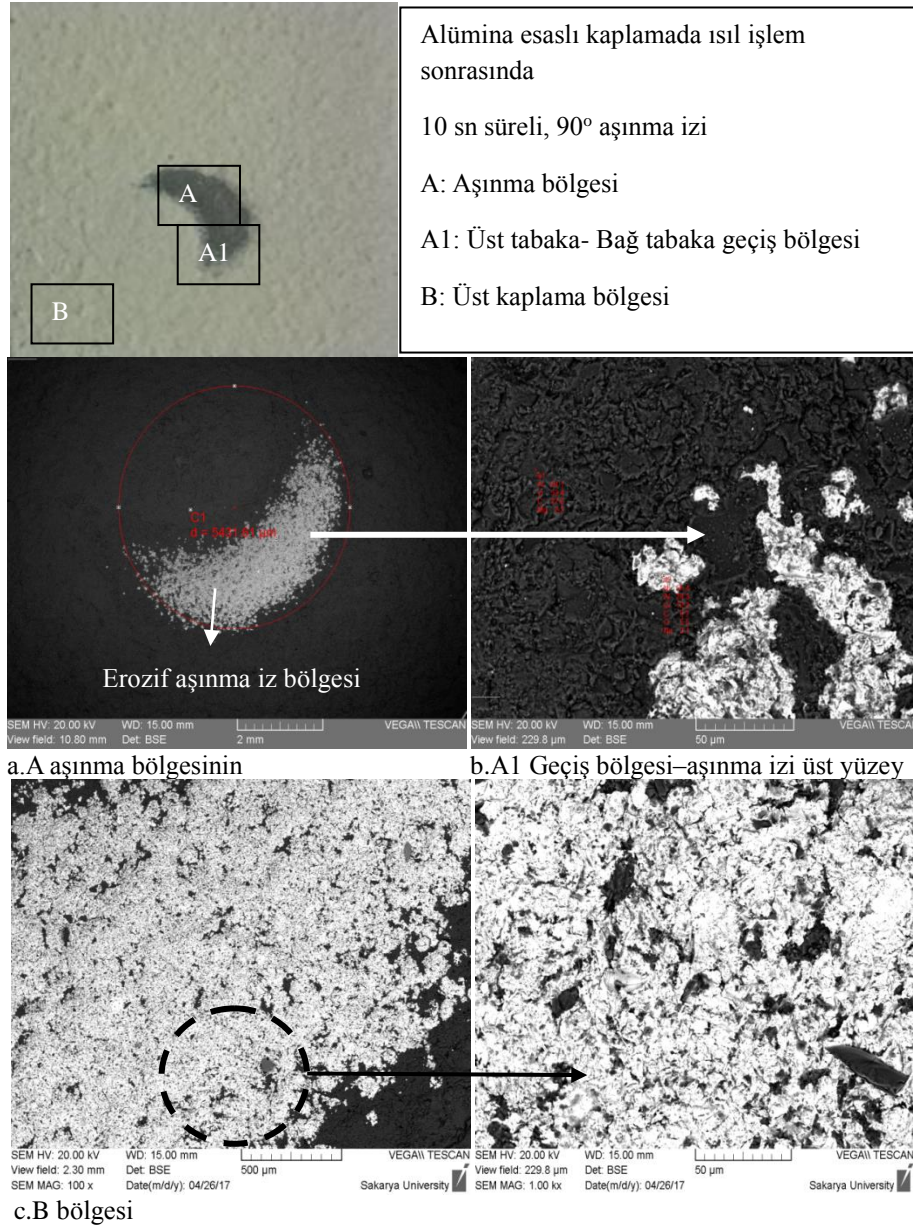 A
A1
B
Alümina esaslı kaplamada ısıl işlem
sonrasında
10 sn süreli, 90° aşınma izi
A: Aşınma bölgesi
A1: Üst tabaka- Bağ tabaka geçiş bölgesi
B: Üst kaplama bölgesi
C1
Erozif aşınma iz bölgesi
SEM HV: 20.00 kV WD: 15.00 mm VEGA\\ TESCAN
View field: 10.80 mm Det: BSE 2 mm
SEM HV: 20.00 kV WD: 15.00 mm VEGA\\ TESCAN
View field: 229.8 µm Det: BSE 50 µm
a.A aşınma bölgesinin
b.A1 Geçiş bölgesi–aşınma izi üst yüzey
SEM HV: 20.00 kV WD: 15.00 mm VEGA\\ TESCAN
View field: 2.30 mm Det: BSE 500 µm
SEM MAG: 100 x Date(m/d/y): 04/26/17 Sakarya University
SEM HV: 20.00 kV WD: 15.00 mm VEGA\\ TESCAN
View field: 229.8 µm Det: BSE 50 µm
SEM MAG: 1.00 kx Date(m/d/y): 04/26/17 Sakarya University
c.B bölgesi